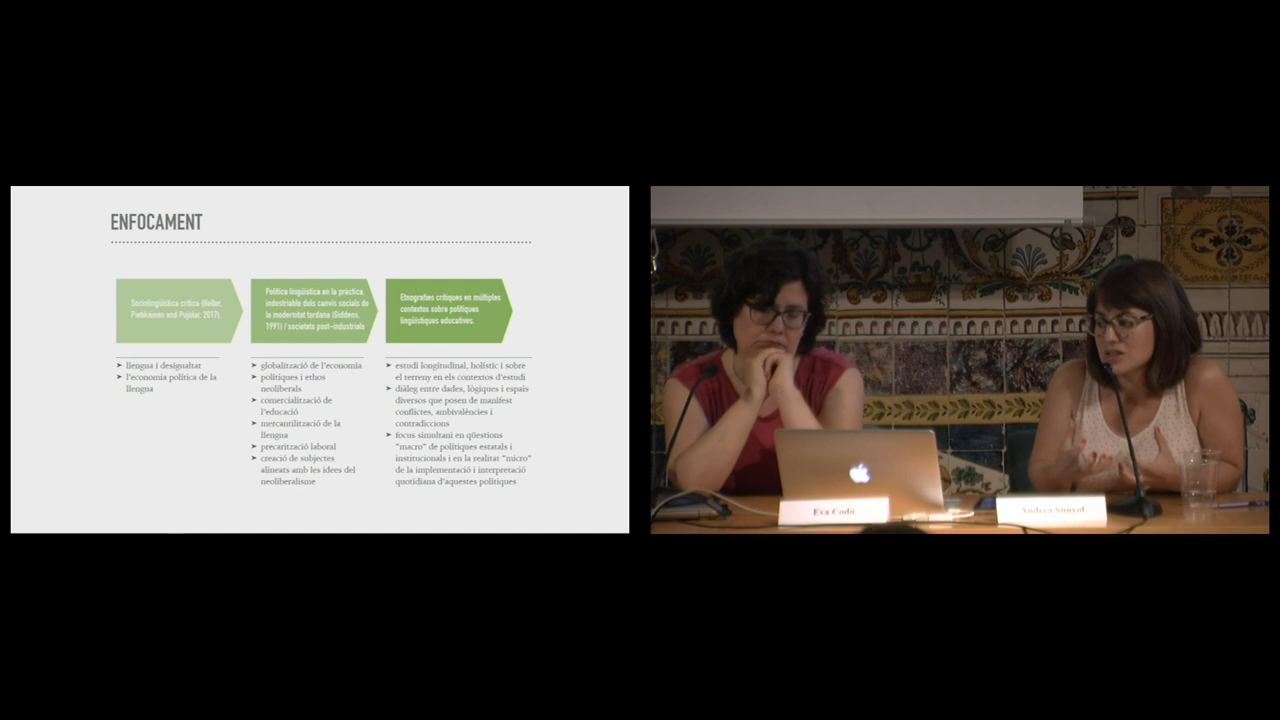 ENFOCAMENT
Sociolingüística crítica (Heller,
Pietikäinen and Pujolar, 2017).
Política lingüística en la pràctica,
indestriable dels canvis socials de
la modernitat tardana (Giddens,
1991) / societats post-industrials
Etnografies crítiques en múltiples
contextos sobre polítiques
lingüístiques educatives.
➤ llengua i desigualtat
➤ l'economia política de la
llengua
➤ globalització de l'economia
➤ polítiques i ethos
neoliberals
➤ comercialització de
l'educació
➤ mercantilització de la
llengua
➤ precarització laboral
➤ creació de subjectes
alineats amb les idees del
neoliberalisme
➤ estudi longitudinal, holístic i sobre
el terreny en els contextos d'estudi
➤ diàleg entre dades, lògiques i espais
diversos que posen de manifest
conflictes, ambivalències i
contradiccions
➤ focus simultani en qüestions
"macro" de polítiques estatals i
institucionals i en la realitat "micro"
de la implementació i interpretació
quotidiana d'aquestes polítiques
Eva Codó
Andrea Sunyol